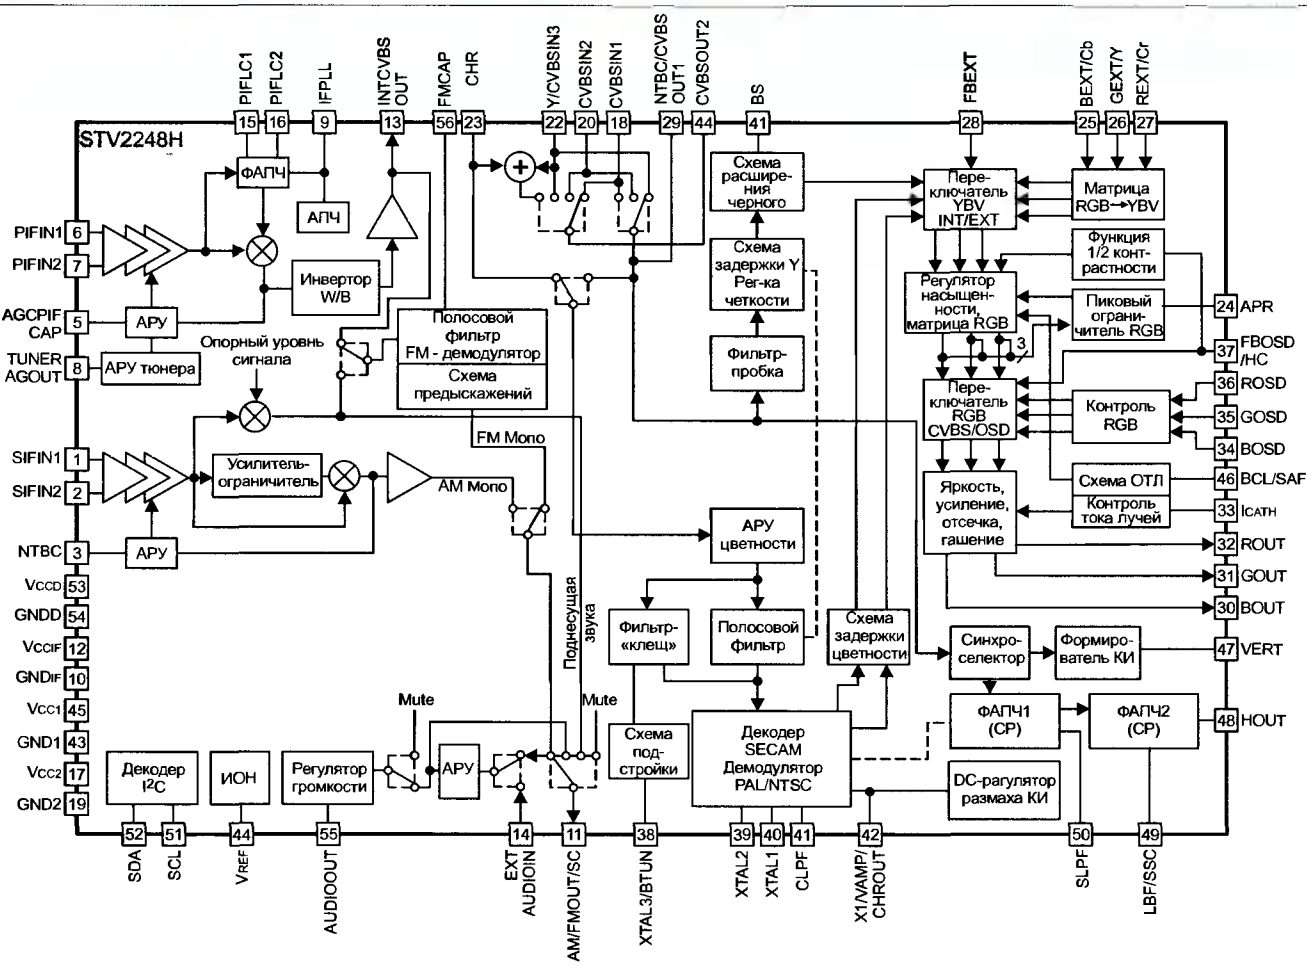 PIFLC1
PIFLC2
IFPLL
INTCVBS
OUT
FMCAP
CHR
Y/CVBSIN3
CVBSIN2
CVBSIN1
NTBC/CVBS
OUT1
CVBSOUT2
BS
FBEXT
BEXT/Cb
GEXT/Y
REXT/Cr
15
16
9
13
56
23
22
20
18
29
44
41
28
25
26
27
STV2248H
ФАПЧ
АПЧ
Инвертор
W/B
PIFIN1
6
PIFIN2
7
AGCPIF
CAP
5
АРУ
TUNER
AGOUT
8
АРУ тюнера
Опорный уровень
сигнала
Полосовой
фильтр
FM - демодулятор
Схема
предыскажений
FM Моно
SIFIN1
1
SIFIN2
2
Усилитель-
ограничитель
AM Моно
NTBC
3
АРУ
VCCD
53
GNDD
54
VCCIF
12
GNDIF
10
VCC1
45
GND1
43
VCC2
17
GND2
19
Схема
расшире-
ния
черного
Схема
задержки Y
Рег-ка
четкости
Фильтр-
пробка
Пере-
ключатель
YBV
INT/EXT
Матрица
RGB→YBV
Функция
1/2 конт-
растности
Регулятор
насыщен-
ности,
матрица RGB
Пиковый
ограни-
читель RGB
3
24
APR
37
FBOSD
/HC
Пере-
ключатель
RGB
CVBS/OSD
Контроль
RGB
36
ROSD
35
GOSD
34
BOSD
Яркость,
усиление,
отсечка,
гашение
Схема ОТЛ
Контроль
тока лучей
46
BCL/SAF
33
ICATH
32
ROUT
31
GOUT
30
BOUT
АРУ
цветности
Фильтр-
«клещ»
Полосовой
фильтр
Схема
задержки
цветности
Синхро-
селектор
Формиро-
ватель КИ
47
VERT
ФАПЧ1
(СР)
ФАПЧ2
(СР)
48
HOUT
Поднесущая
звука
Mute
Mute
Схема
под-
стройки
Декодер
SECAM
Демодулятор
PAL/NTSC
DC-рагулятор
размаха КИ
Декодер
I²C
ИОН
Регулятор
громкости
АРУ
52
51
44
55
14
11
38
39
40
41
42
50
49
SDA
SCL
VREF
AUDIOOUT
EXT
AUDIOIN
AM/FMOUT/SC
XTAL3/BTUN
XTAL2
XTAL1
CLPF
X1/VAMP/
CHROUT
SLPF
LBF/SSC